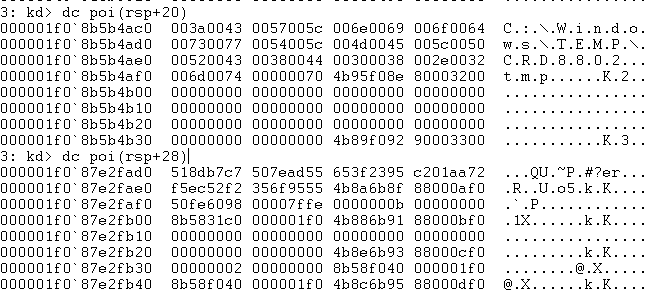 3: kd> dc poi(rsp+20)
000001f0`8b5b4ac0 003a0043 0057005c 006e0069 006f0064 C.:.\.W.i.n.d.o.
000001f0`8b5b4ad0 00730077 0054005c 004d0045 005c0050 w.s.\.T.E.M.P.\.
000001f0`8b5b4ae0 00520043 00380044 00300038 002e0032 C.R.D.8.8.0.2...
000001f0`8b5b4af0 006d0074 00000070 4b95f08e 80003200 t.m.p......K.2..
000001f0`8b5b4b00 00000000 00000000 00000000 00000000 ................
000001f0`8b5b4b10 00000000 00000000 00000000 00000000 ................
000001f0`8b5b4b20 00000000 00000000 00000000 00000000 ................
000001f0`8b5b4b30 00000000 00000000 4b89f092 90003300 ...........K.3..
3: kd> dc poi(rsp+28)
000001f0`87e2fad0 518db7c7 507ead55 653f2395 c201aa72 ...QU.~P.#?er...
000001f0`87e2fae0 f5ec52f2 356f9555 4b8a6b8f 88000af0 .R..U.o5.k.K....
000001f0`87e2faf0 50fe6098 00007ffe 0000000b 00000000 .`.P............
000001f0`87e2fb00 8b5831c0 000001f0 4b886b91 88000bf0 .1X......k.K....
000001f0`87e2fb10 00000000 00000000 00000000 00000000 ................
000001f0`87e2fb20 00000000 00000000 4b8e6b93 88000cf0 .........k.K....
000001f0`87e2fb30 00000002 00000000 8b58f040 000001f0 ........@.X.....
000001f0`87e2fb40 8b58f040 000001f0 4b8c6b95 88000df0 @.X......k.K....